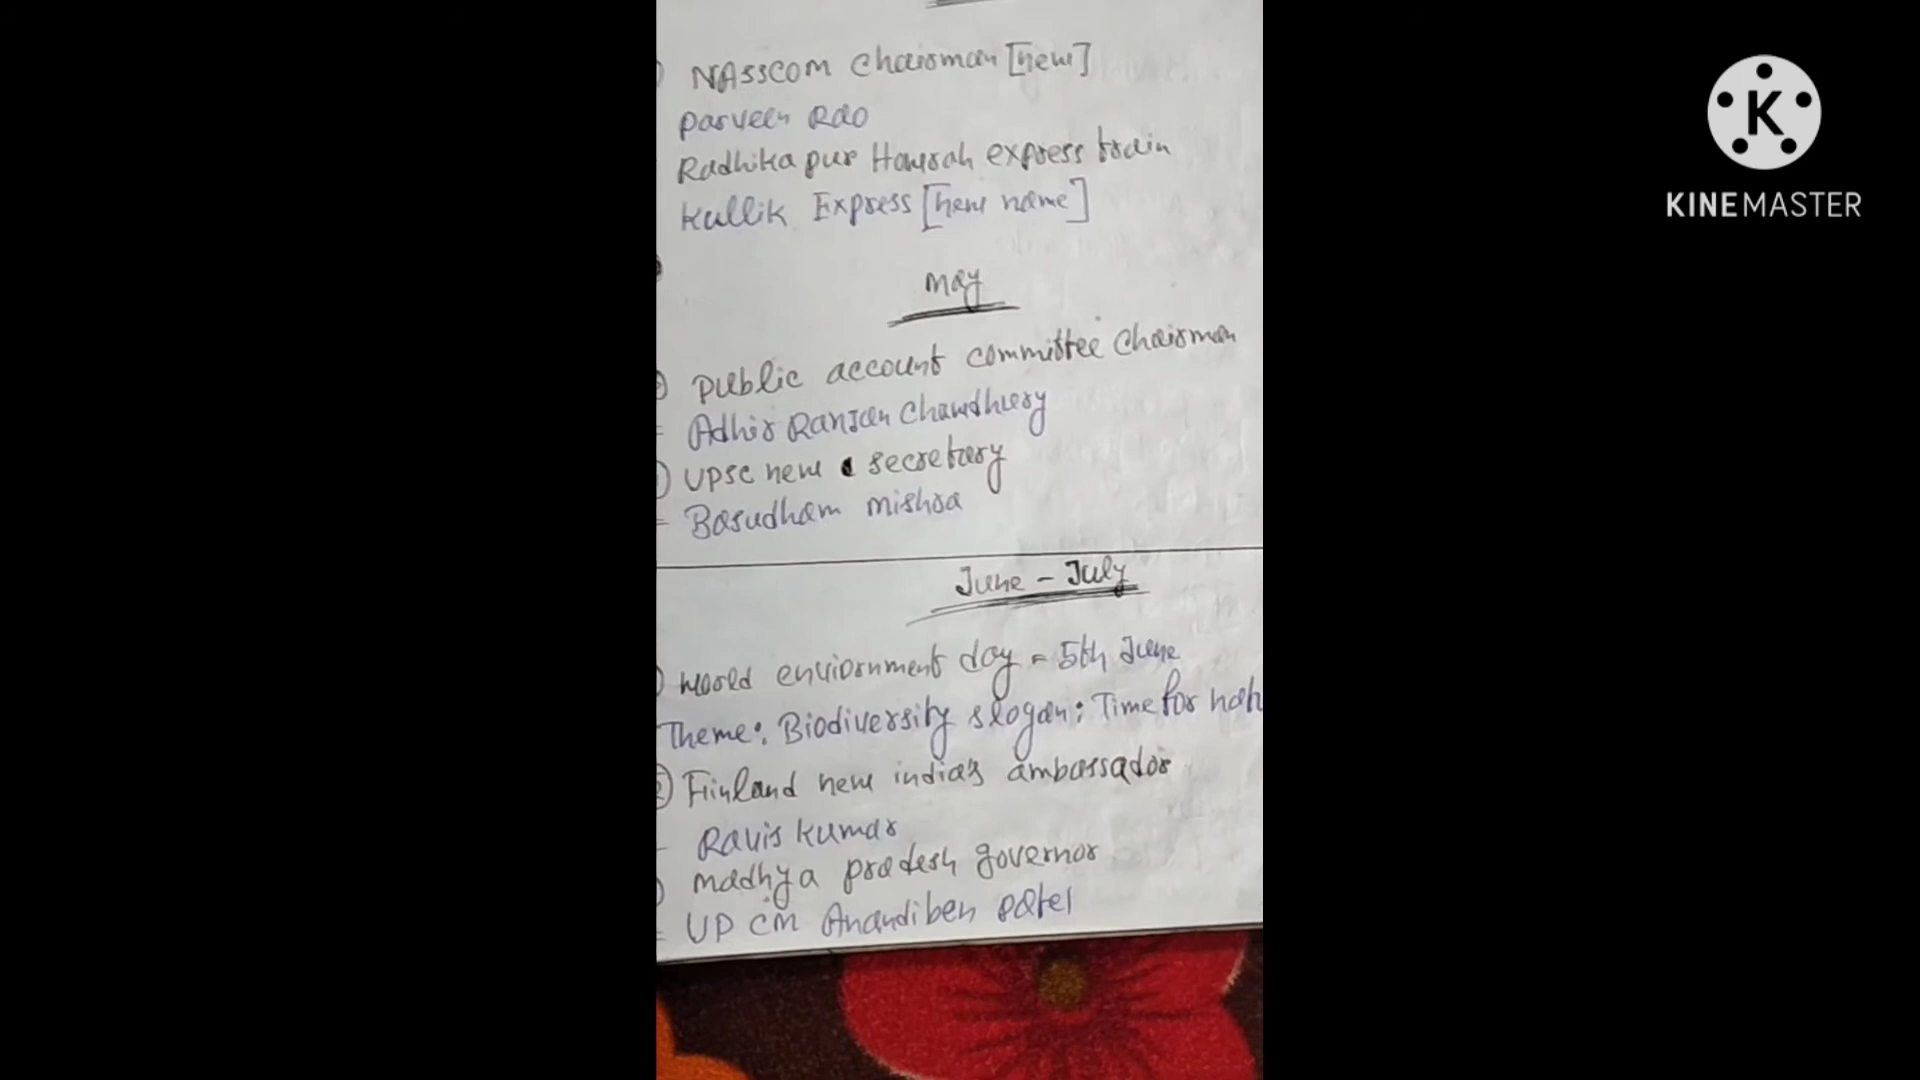 NASSCOM Chairman [new]
parveen Rao
Radhikapur Howrah express train
Kullik Express [new name]
May
public account committee Chairman
= Adhir Ranjan Chawdhury
UPSC new secretary
= Basudham mishra
June - July
world enviornment day = 5th June
Theme: Biodiversity slogan: Time for
② Finland new india's ambassador
- Ravis kumar
madhya pradesh governor
= UP CM Anandiben patel
K
KINEMASTER